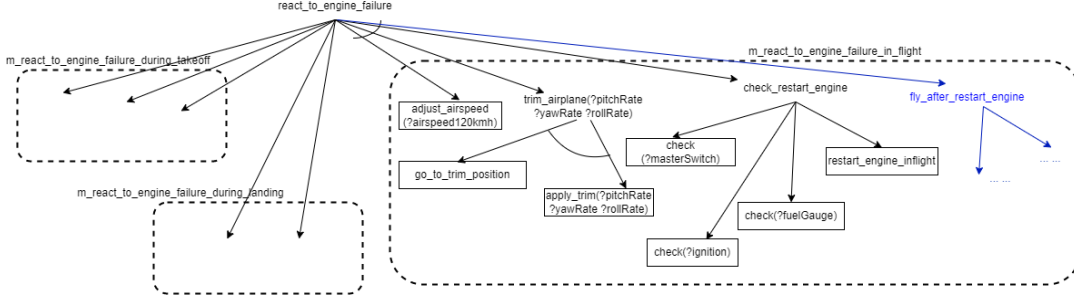 react_to_engine_failure
m_react_to_engine_failure_in_flight
m_react_to_engine_failure_during_takeoff
adjust_airspeed
(?airspeed120kmh)
trim_airplane(?pitchRate
?yawRate ?rollRate)
check_restart_engine
fly_after_restart_engine
check
(?masterSwitch)
restart_engine_inflight
... ...
go_to_trim_position
... ...
m_react_to_engine_failure_during_landing
apply_trim(?pitchRate
?yawRate ?rollRate)
check(?fuelGauge)
check(?ignition)